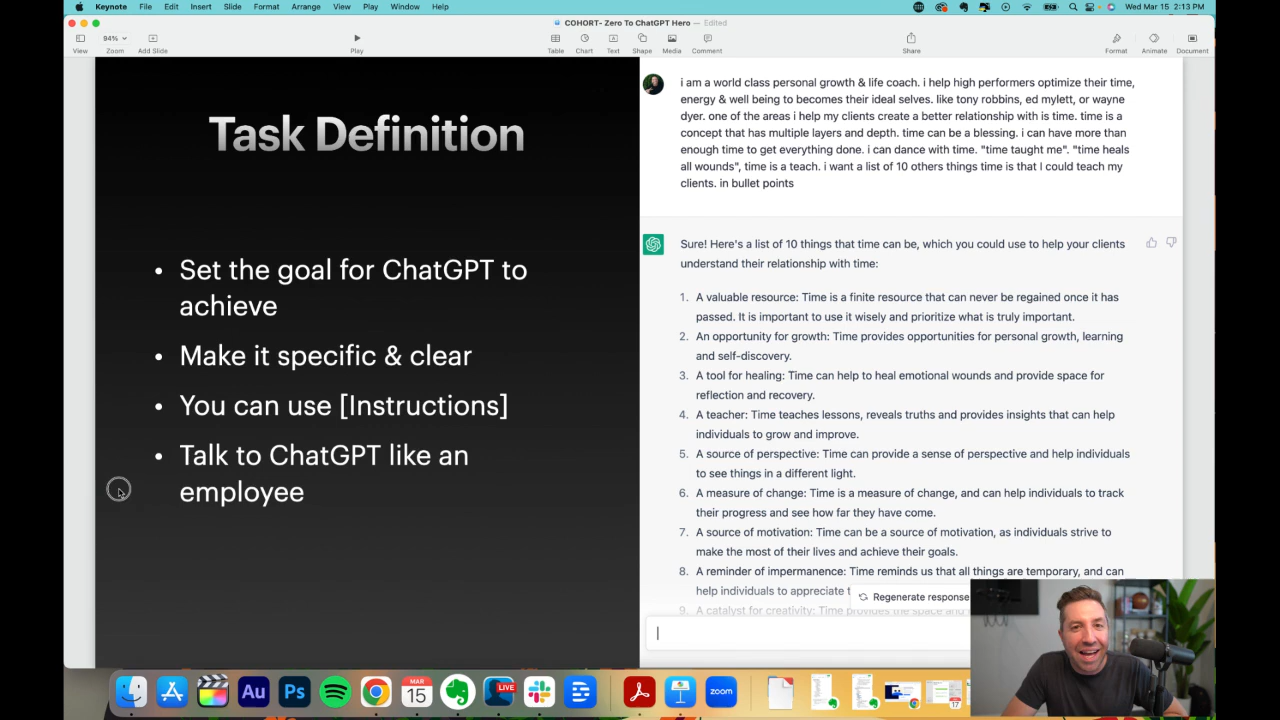 Keynote File Edit Insert Slide Format Arrange View Play Window Help
Wed Mar 15 2:13 PM
COHORT- Zero To ChatGPT Hero — Edited
94%
View Zoom Add Slide Play Table Chart Text Shape Media Comment Share Format Animate Document
Task Definition
• Set the goal for ChatGPT to
achieve
• Make it specific & clear
• You can use [Instructions]
• Talk to ChatGPT like an
employee
i am a world class personal growth & life coach. i help high performers optimize their time,
energy & well being to becomes their ideal selves. like tony robbins, ed mylett, or wayne
dyer. one of the areas i help my clients create a better relationship with is time. time is a
concept that has multiple layers and depth. time can be a blessing. i can have more than
enough time to get everything done. i can dance with time. "time taught me". "time heals
all wounds", time is a teach. i want a list of 10 others things time is that I could teach my
clients. in bullet points
Sure! Here's a list of 10 things that time can be, which you could use to help your clients
understand their relationship with time:
1. A valuable resource: Time is a finite resource that can never be regained once it has
passed. It is important to use it wisely and prioritize what is truly important.
2. An opportunity for growth: Time provides opportunities for personal growth, learning
and self-discovery.
3. A tool for healing: Time can help to heal emotional wounds and provide space for
reflection and recovery.
4. A teacher: Time teaches lessons, reveals truths and provides insights that can help
individuals to grow and improve.
5. A source of perspective: Time can provide a sense of perspective and help individuals
to see things in a different light.
6. A measure of change: Time is a measure of change, and can help individuals to track
their progress and see how far they have come.
7. A source of motivation: Time can be a source of motivation, as individuals strive to
make the most of their lives and achieve their goals.
8. A reminder of impermanence: Time reminds us that all things are temporary, and can
help individuals to appreciate
Regenerate response
9. A catalyst for creativity: Time provides the space and
Au Ps MAR 15 LIVE zoom 17